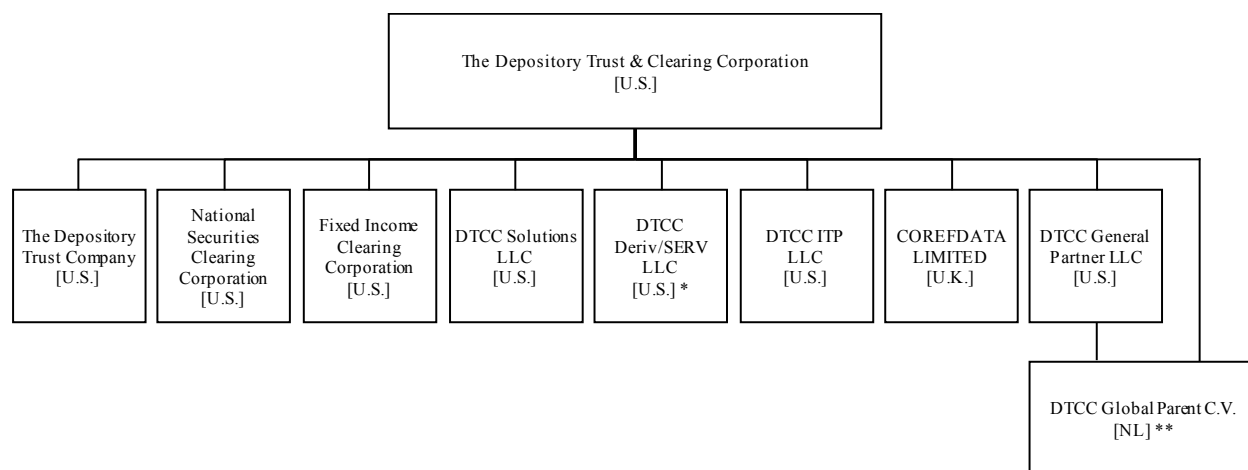 The Depository Trust & Clearing Corporation
[U.S.]
The Depository
Trust Company
[U.S.]
National
Securities
Clearing
Corporation
[U.S.]
Fixed Income
Clearing
Corporation
[U.S.]
DTCC Solutions
LLC
[U.S.]
DTCC
Deriv/SERV
LLC
[U.S.] *
DTCC ITP
LLC
[U.S.]
COREFDATA
LIMITED
[U.K.]
DTCC General
Partner LLC
[U.S.]
DTCC Global Parent C.V.
[NL] **